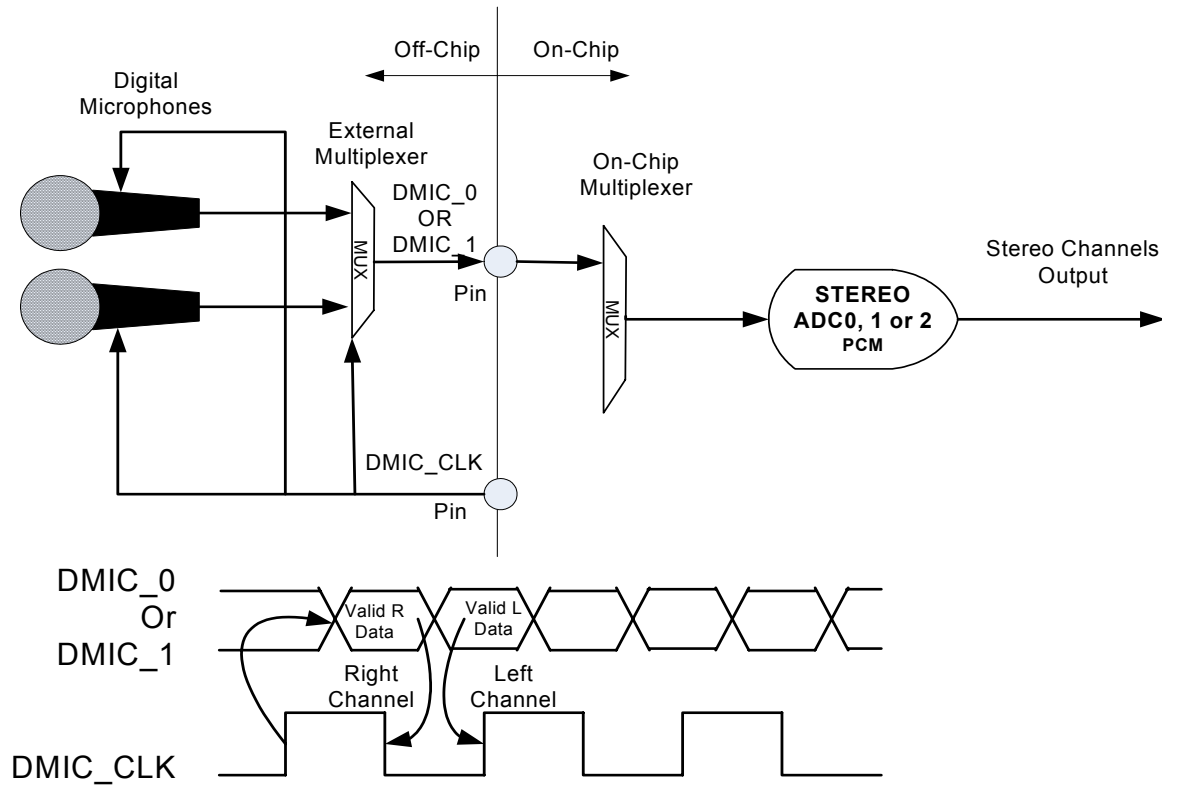 Off-Chip
On-Chip
Digital
Microphones
External
Multiplexer
On-Chip
Multiplexer
DMIC_0
OR
DMIC_1
MUX
Pin
MUX
STEREO
ADC0, 1 or 2
PCM
Stereo Channels
Output
DMIC_CLK
Pin
DMIC_0
Or
DMIC_1
Valid R
Data
Valid L
Data
Right
Channel
Left
Channel
DMIC_CLK